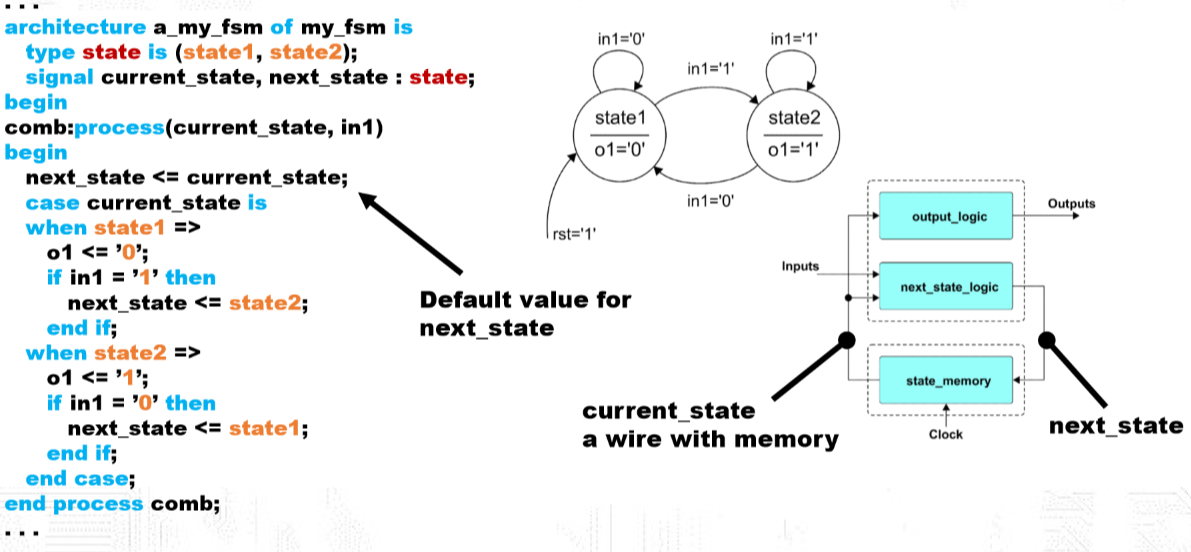 ...
architecture a_my_fsm of my_fsm is
type state is (state1, state2);
signal current_state, next_state : state;
begin
comb:process(current_state, in1)
begin
next_state <= current_state;
case current_state is
when state1 =>
o1 <= ’0’;
if in1 = ’1’ then
next_state <= state2;
end if;
when state2 =>
o1 <= ’1’;
if in1 = ’0’ then
next_state <= state1;
end if;
end case;
end process comb;
...
Default value for
next_state
in1='0'
in1='1'
in1='1'
state1
o1='0'
state2
o1='1'
in1='0'
rst='1'
output_logic
Outputs
Inputs
next_state_logic
state_memory
Clock
current_state
a wire with memory
next_state